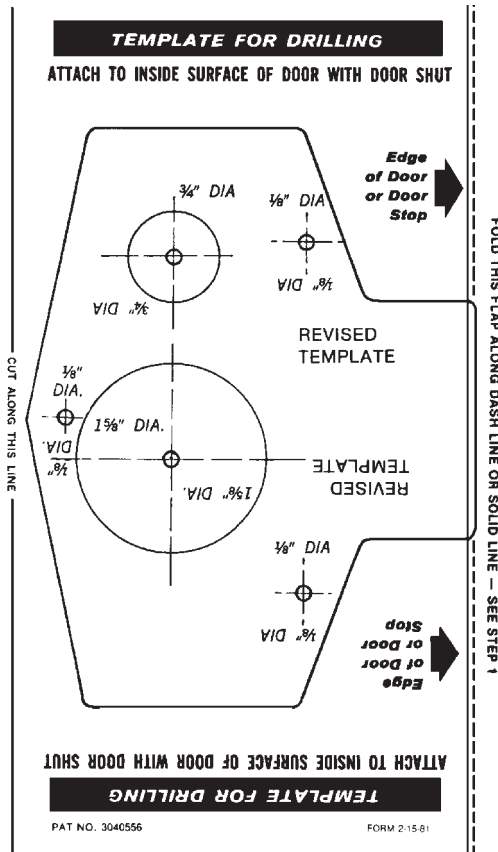 TEMPLATE FOR DRILLING
ATTACH TO INSIDE SURFACE OF DOOR WITH DOOR SHUT
Edge
of Door
or Door
Stop
¾" DIA
⅛" DIA
⅛" DIA
¾" DIA
REVISED
TEMPLATE
⅛"
DIA.
1⅝" DIA.
DIA.
⅛"
1⅝" DIA.
REVISED
TEMPLATE
⅛" DIA
⅛" DIA
Edge
of Door
or Door
Stop
CUT ALONG THIS LINE
FOLD THIS FLAP ALONG DASH LINE OR SOLID LINE — SEE STEP 1
ATTACH TO INSIDE SURFACE OF DOOR WITH DOOR SHUT
TEMPLATE FOR DRILLING
PAT NO. 3040556
FORM 2-15-81